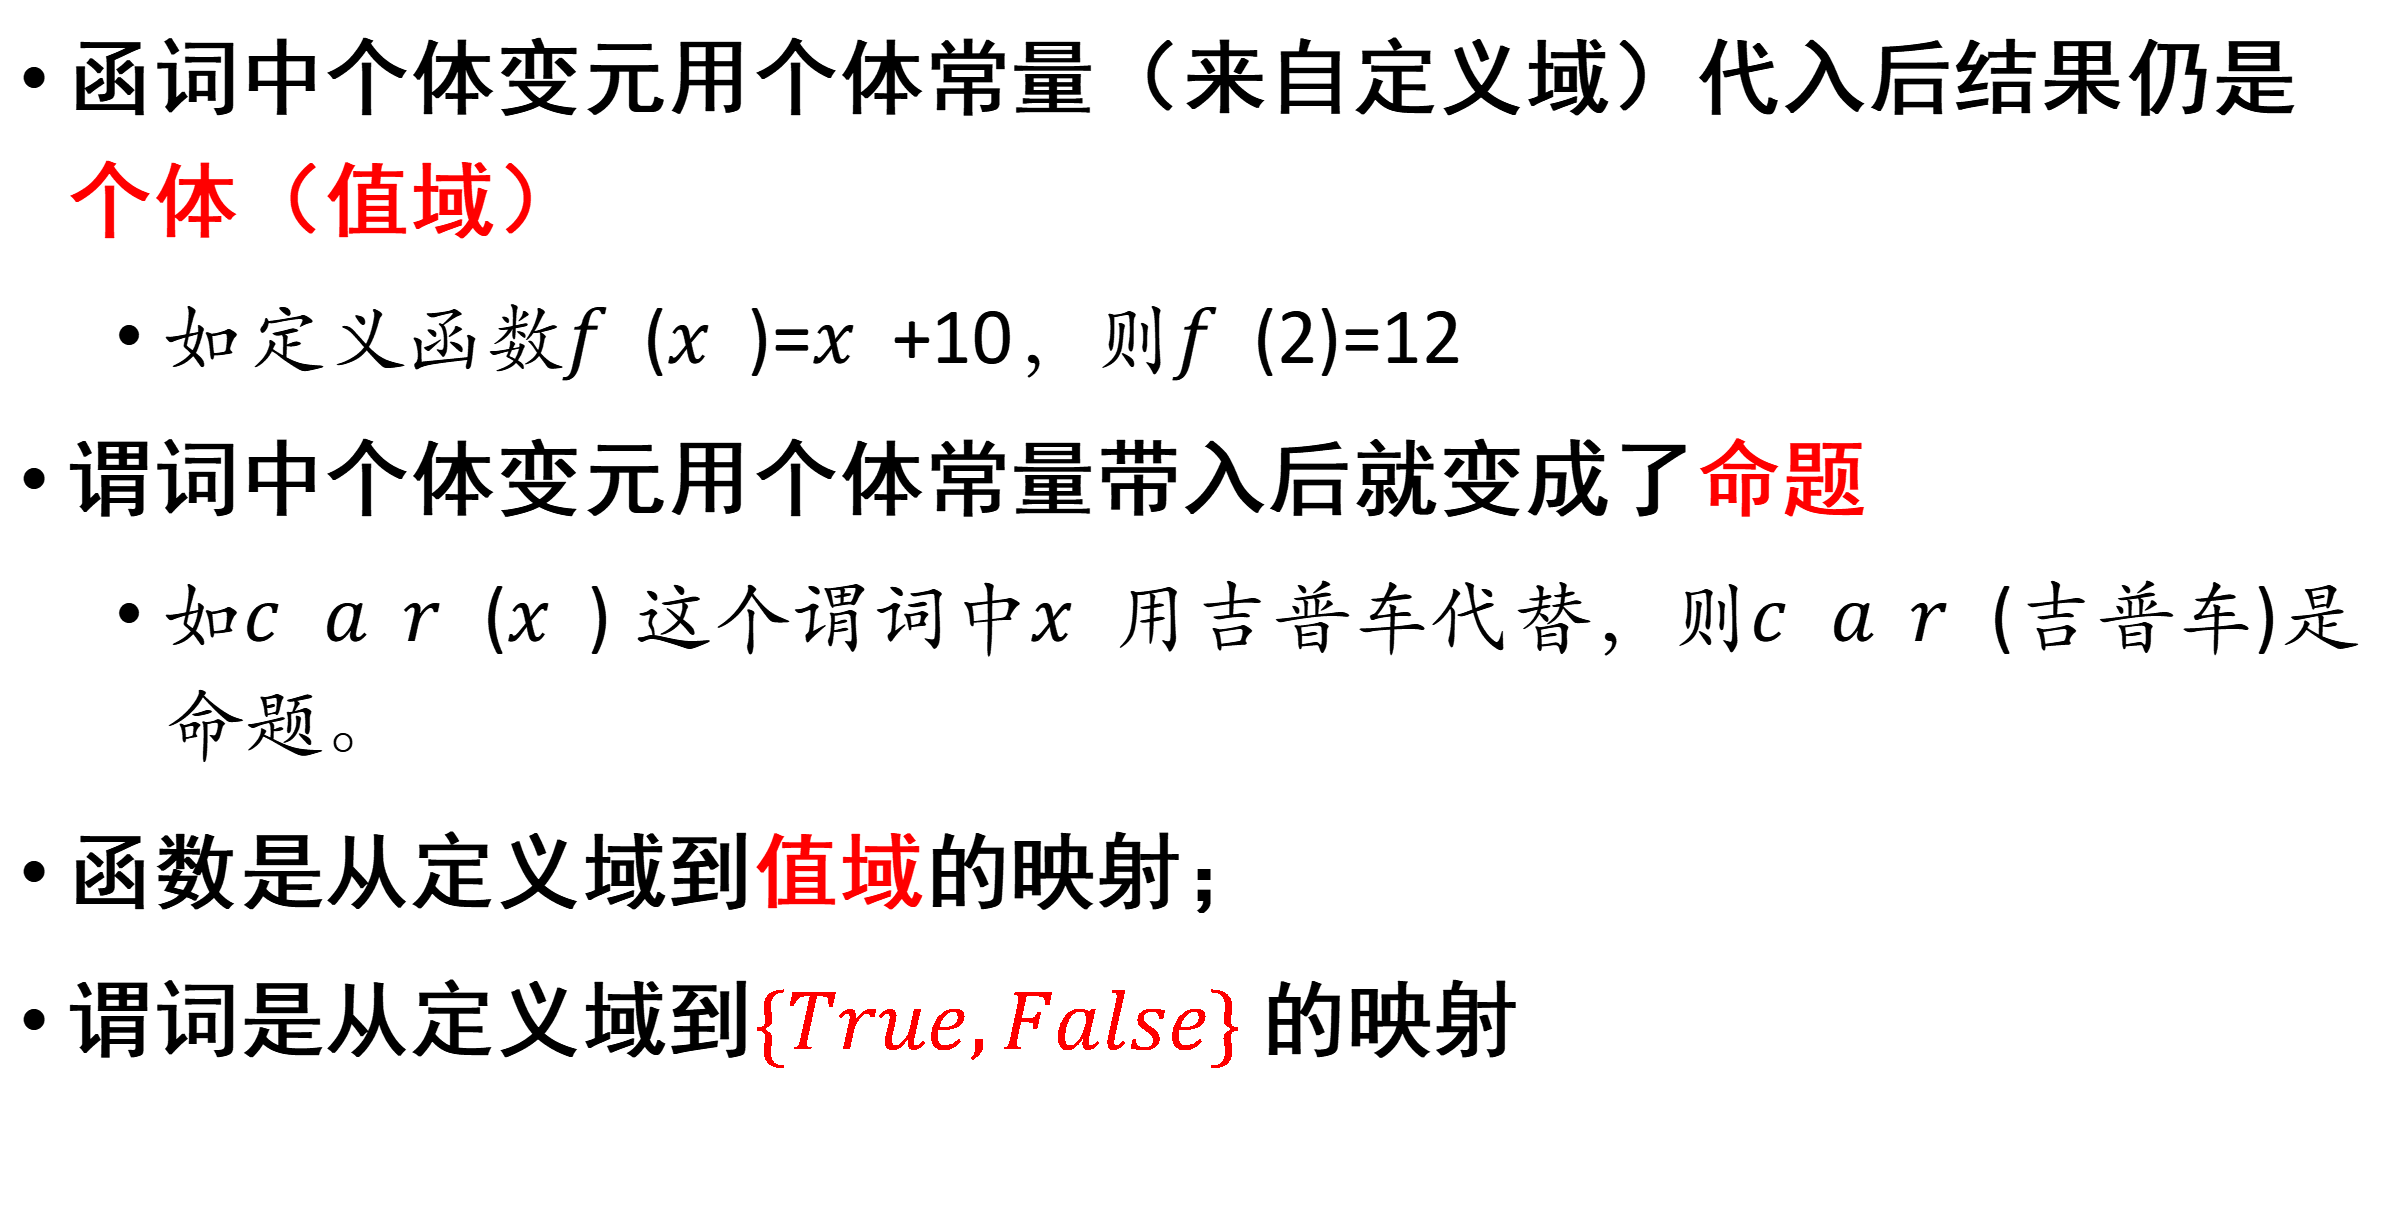 • 函词中个体变元用个体常量（来自定义域）代入后结果仍是
个体（值域）
• 如定义函数f (x )=x +10，则f (2)=12
• 谓词中个体变元用个体常量带入后就变成了命题
• 如c a r (x ) 这个谓词中x 用吉普车代替，则c a r (吉普车)是
命题。
• 函数是从定义域到值域的映射；
• 谓词是从定义域到{True, False} 的映射